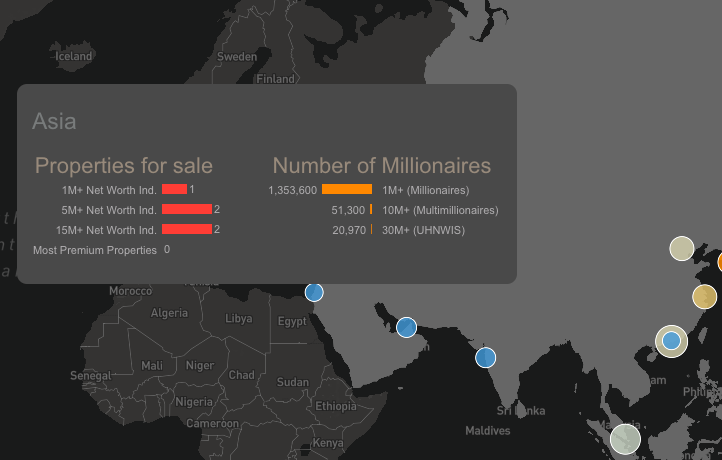 Iceland
Sweden
Finland
Asia
Properties for sale
1M+ Net Worth Ind. 1
5M+ Net Worth Ind. 2
15M+ Net Worth Ind. 2
Most Premium Properties 0
Number of Millionaires
1,353,600 1M+ (Millionaires)
51,300 10M+ (Multimillionaires)
20,970 30M+ (UHNWIS)
Morocco
Algeria
Libya
Egypt
Mali
Niger
Chad
Sudan
Senegal
Nigeria
Ethiopia
Cameroon
Kenya
Sri Lanka
Maldives